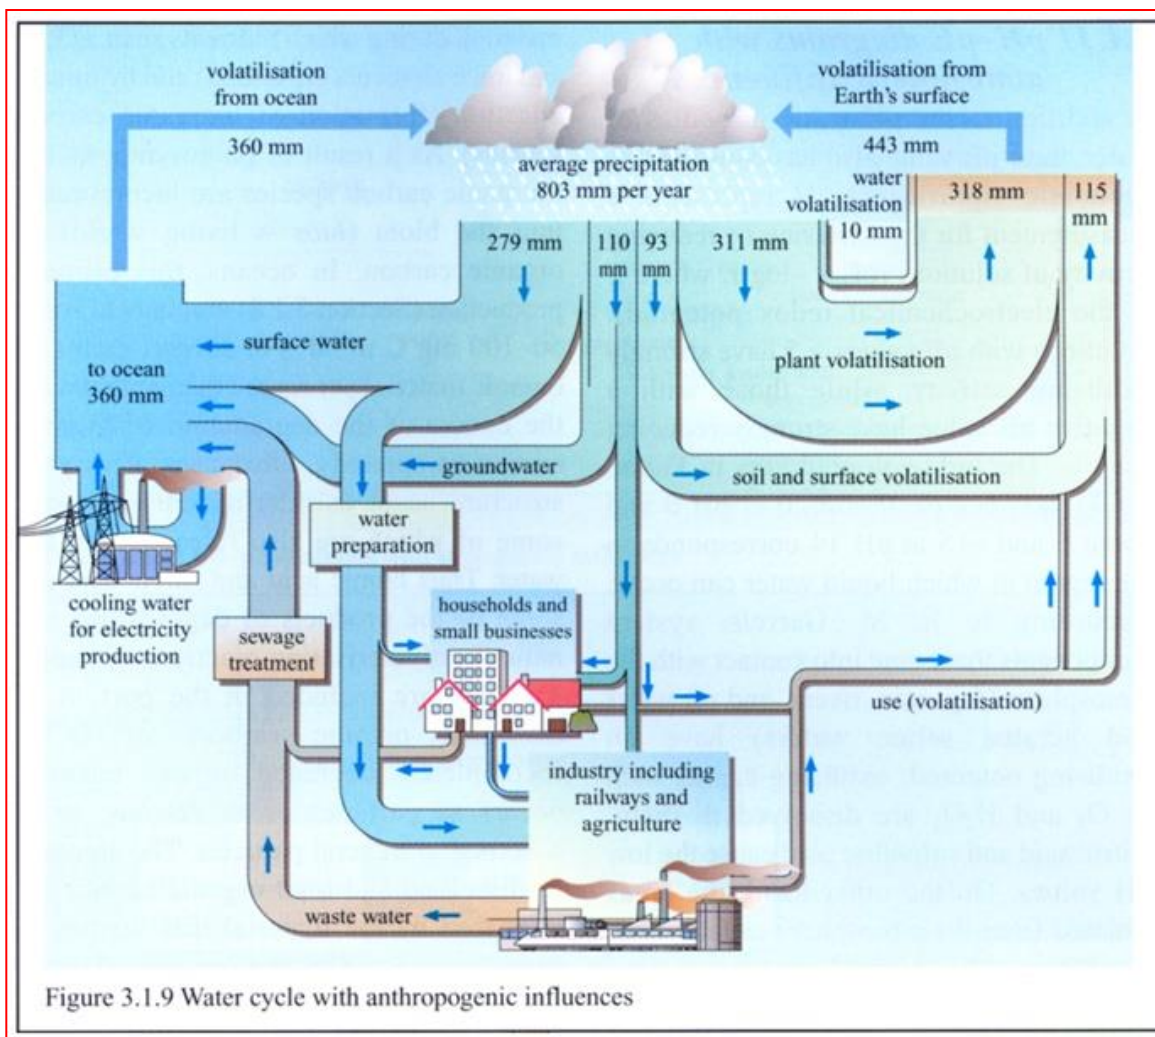 volatilisation
from ocean
360 mm
volatilisation from
Earth's surface
443 mm
average precipitation
803 mm per year
water
volatilisation
10 mm
318 mm
115
mm
279 mm
110
mm
93
mm
311 mm
surface water
to ocean
360 mm
plant volatilisation
groundwater
soil and surface volatilisation
water
preparation
cooling water
for electricity
production
sewage
treatment
households and
small businesses
use (volatilisation)
industry including
railways and
agriculture
waste water
Figure 3.1.9 Water cycle with anthropogenic influences